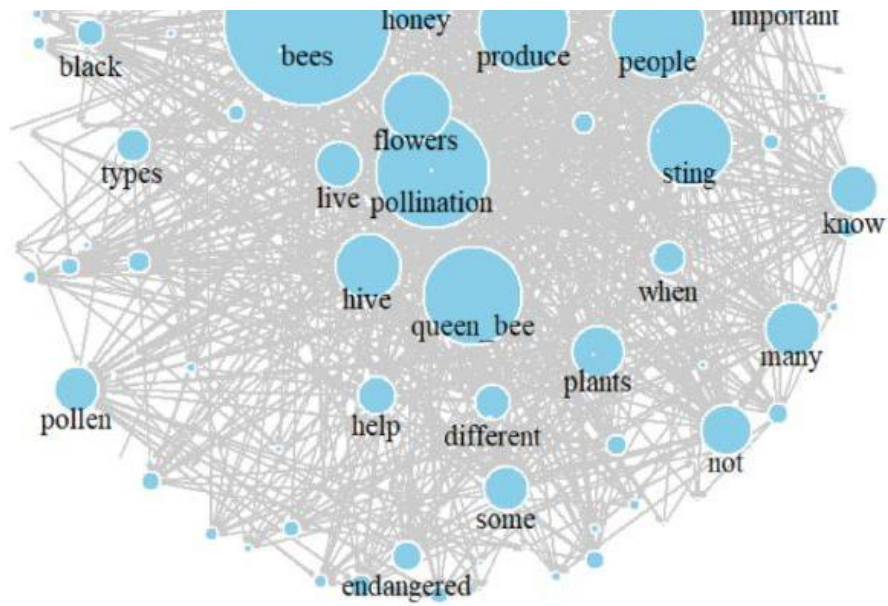 honey
important
bees
produce
people
black
flowers
types
sting
live
pollination
know
hive
when
queen_bee
many
plants
pollen
help
different
not
some
endangered